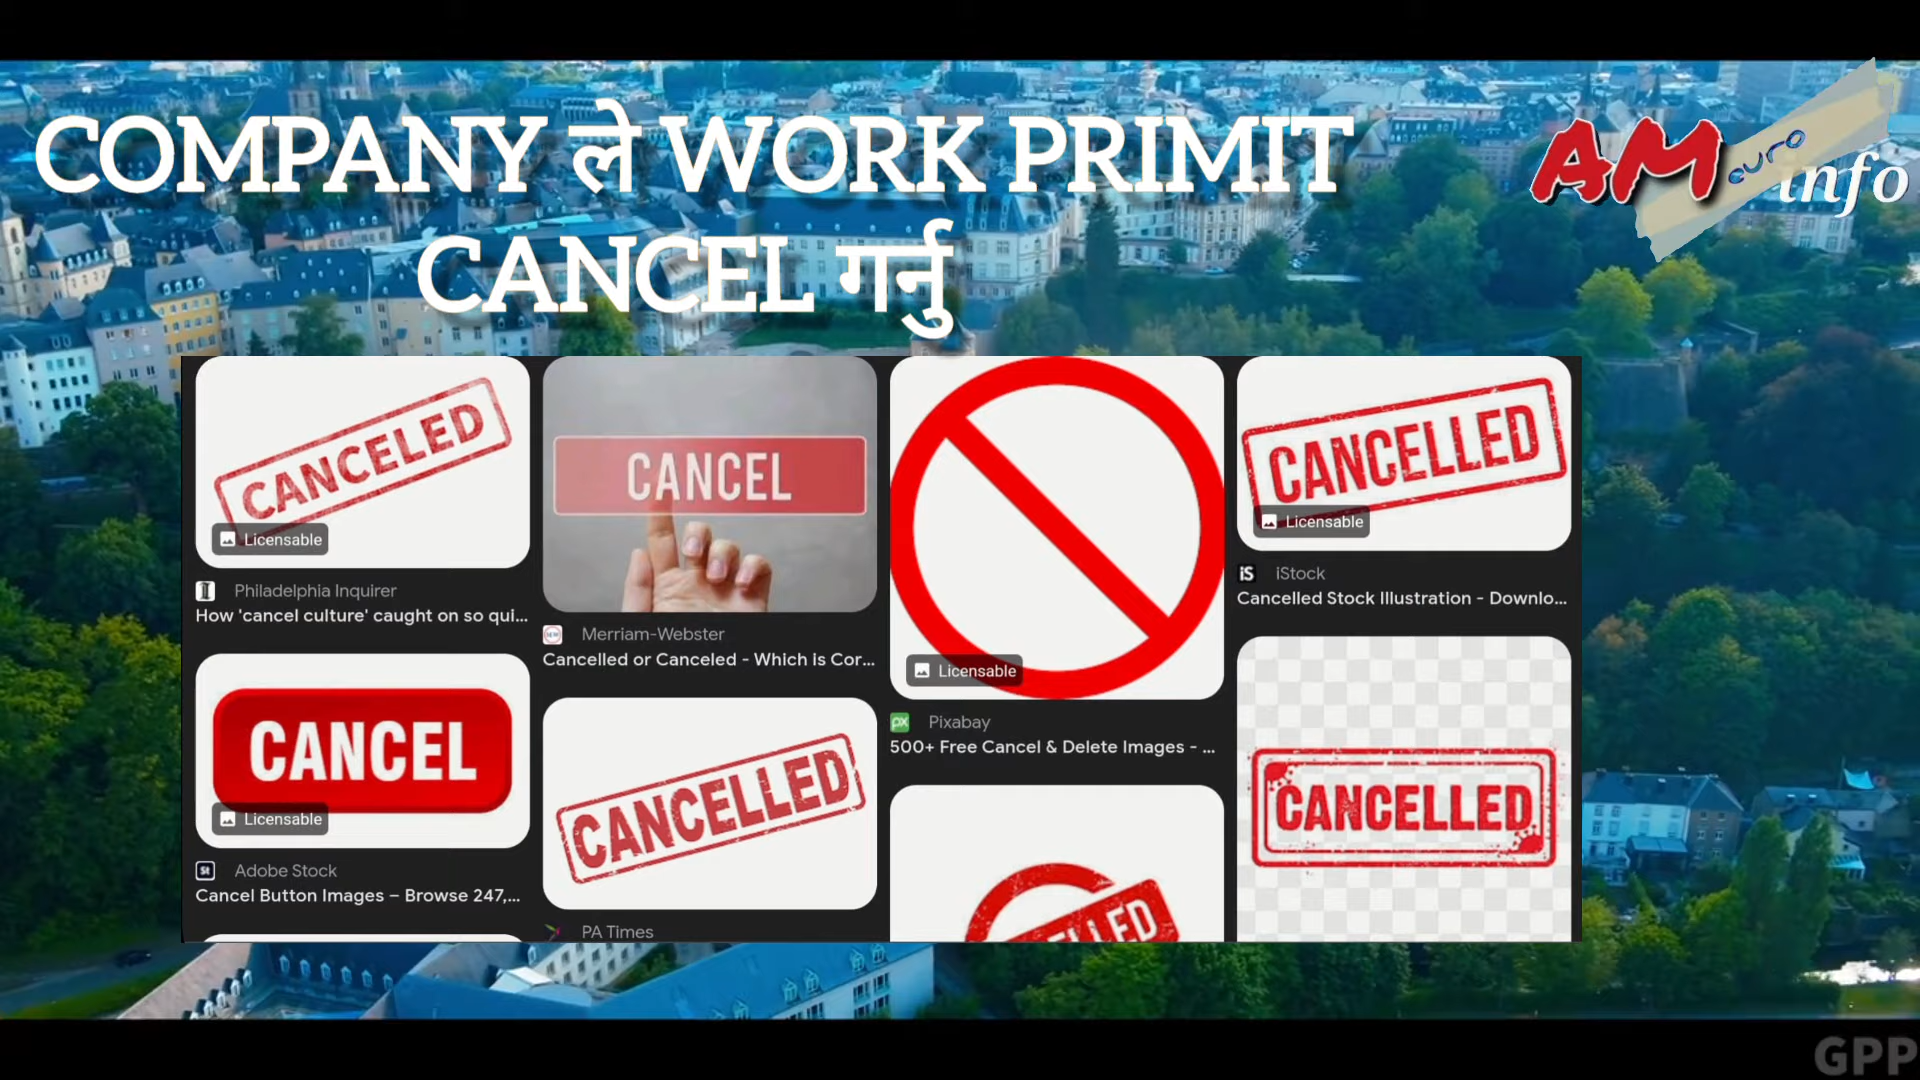 COMPANY ले WORK PRIMIT
CANCEL गर्नु
AM euro info
CANCELED
Licensable
Philadelphia Inquirer
How 'cancel culture' caught on so qui...
CANCEL
Licensable
Adobe Stock
Cancel Button Images – Browse 247,...
CANCEL
Merriam-Webster
Cancelled or Canceled - Which is Cor...
CANCELLED
PA Times
Licensable
px
Pixabay
500+ Free Cancel & Delete Images - ...
CANCELLED
Licensable
iS
iStock
Cancelled Stock Illustration - Downlo...
CANCELLED
GPP